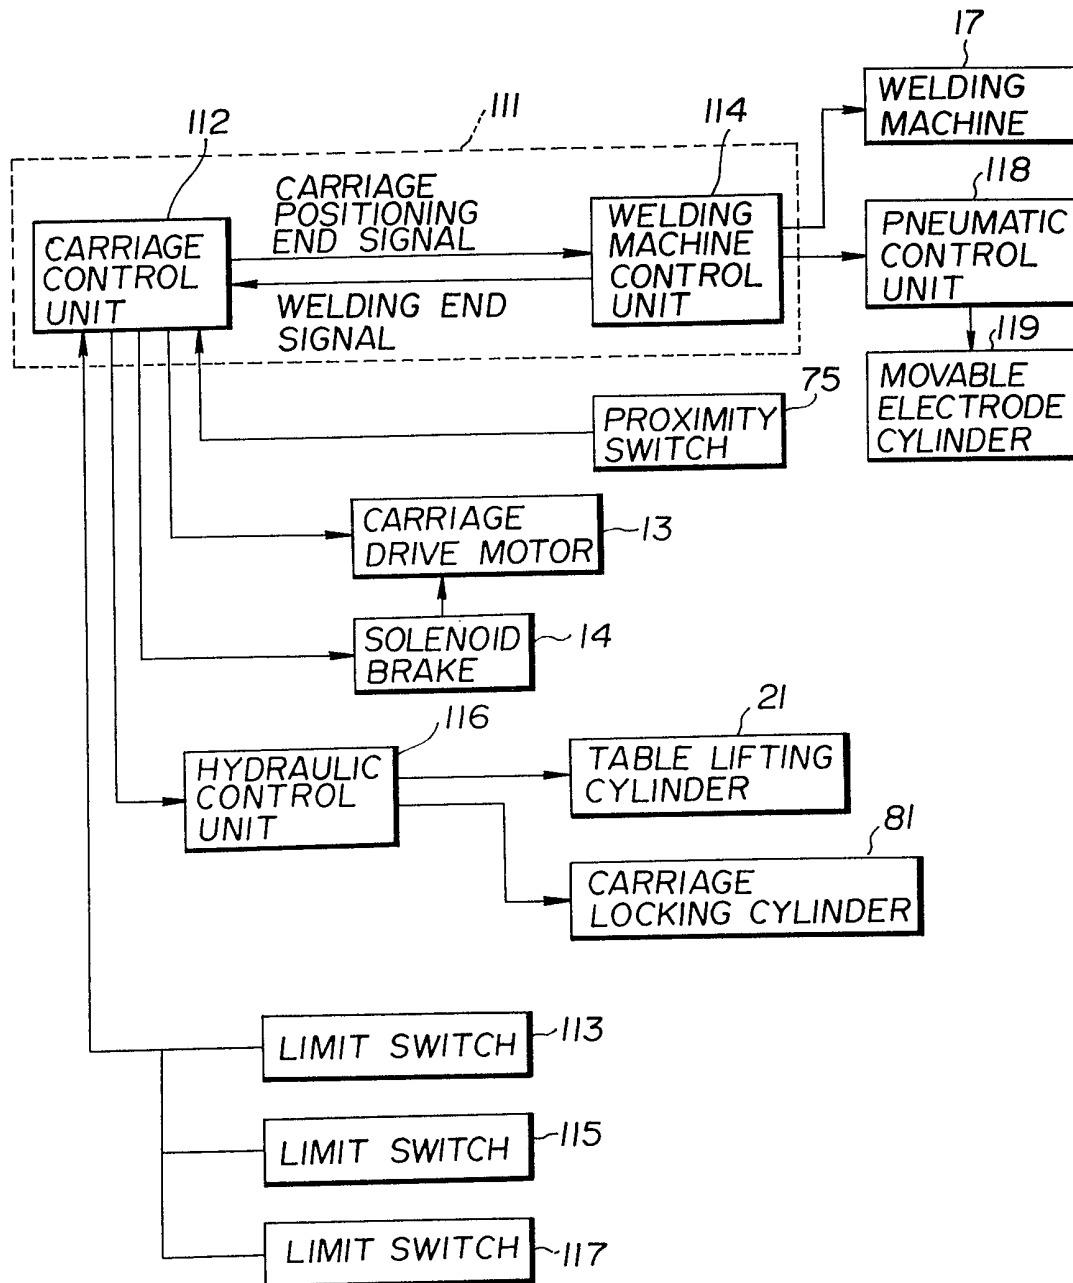 17
WELDING
MACHINE
111
112
114
118
CARRIAGE
POSITIONING
END SIGNAL
CARRIAGE
CONTROL
UNIT
WELDING
MACHINE
CONTROL
UNIT
PNEUMATIC
CONTROL
UNIT
WELDING END
SIGNAL
119
MOVABLE
ELECTRODE
CYLINDER
75
PROXIMITY
SWITCH
CARRIAGE
DRIVE MOTOR
13
SOLENOID
BRAKE
14
116
HYDRAULIC
CONTROL
UNIT
21
TABLE LIFTING
CYLINDER
81
CARRIAGE
LOCKING CYLINDER
LIMIT SWITCH
113
LIMIT SWITCH
115
LIMIT SWITCH
117